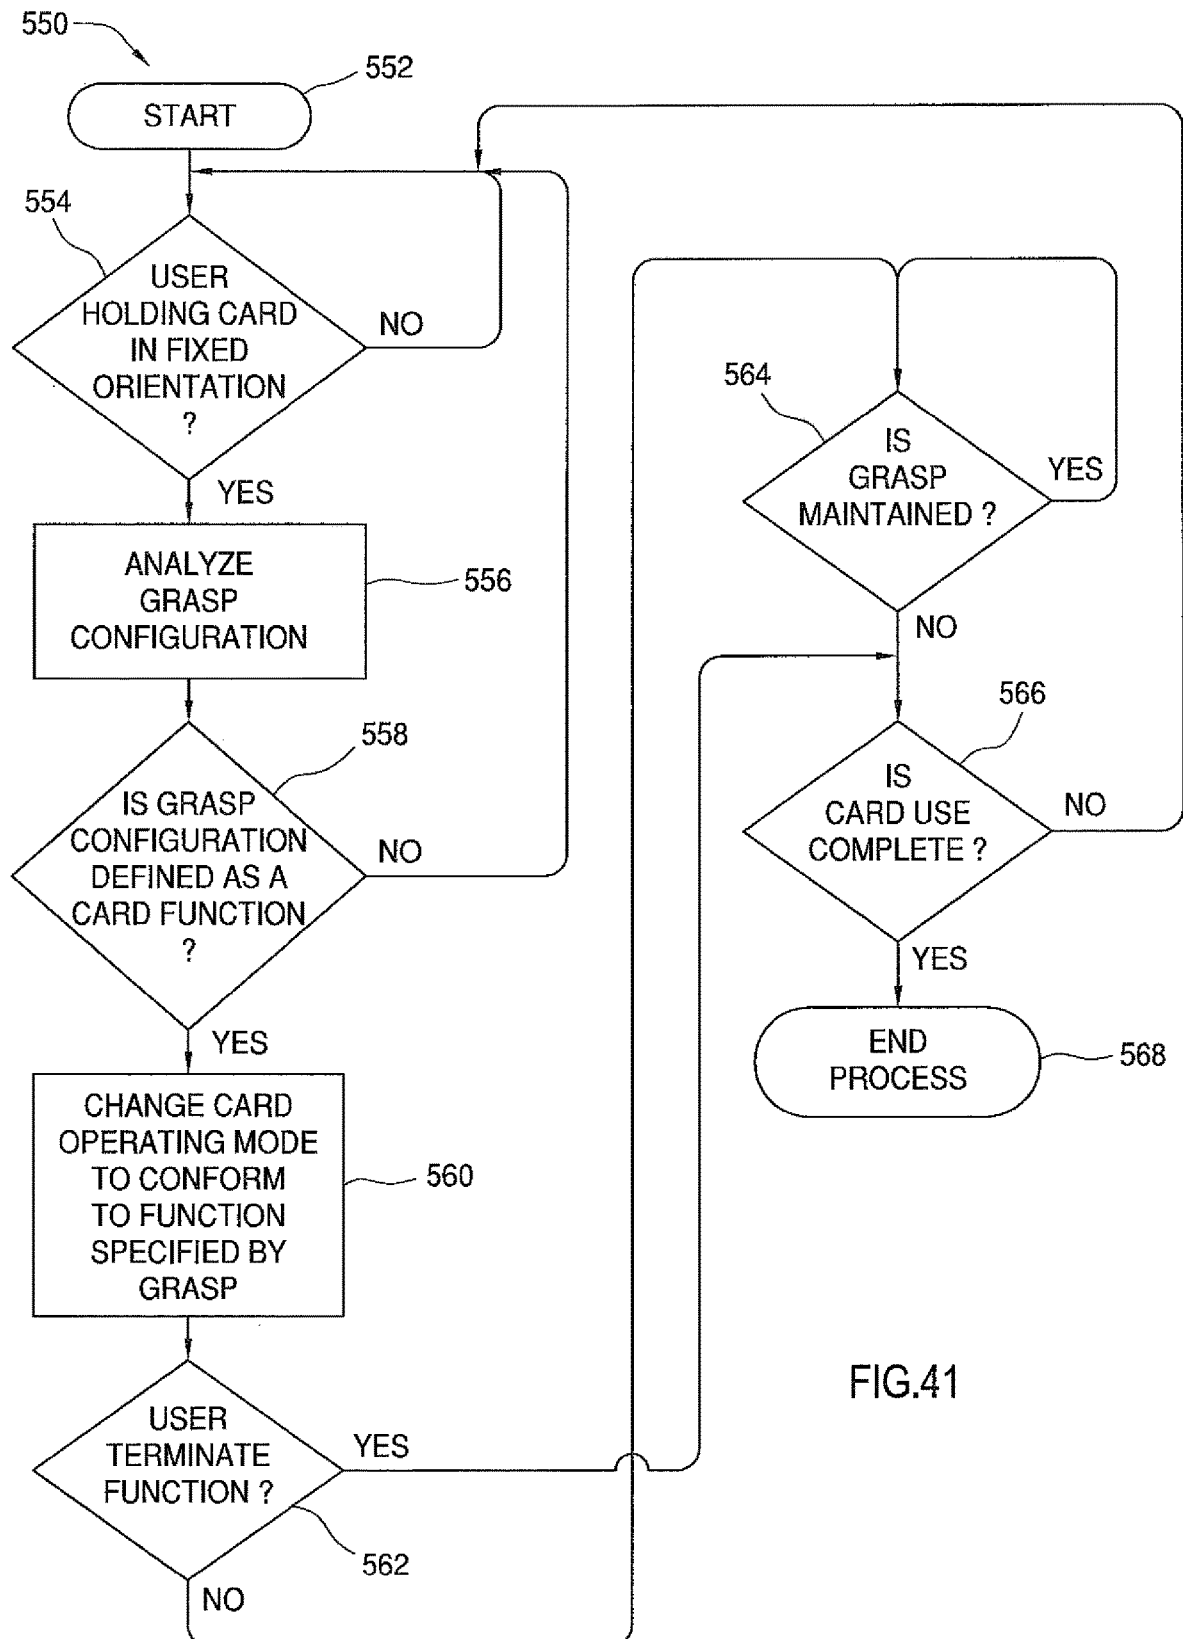 550
552
START
554
USER
HOLDING CARD
IN FIXED
ORIENTATION
?
NO
YES
ANALYZE
GRASP
CONFIGURATION
556
558
IS GRASP
CONFIGURATION
DEFINED AS A
CARD FUNCTION
?
NO
YES
CHANGE CARD
OPERATING MODE
TO CONFORM
TO FUNCTION
SPECIFIED BY
GRASP
560
USER
TERMINATE
FUNCTION ?
YES
562
NO
564
IS
GRASP
MAINTAINED ?
YES
NO
566
IS
CARD USE
COMPLETE ?
NO
YES
END
PROCESS
568
FIG.41